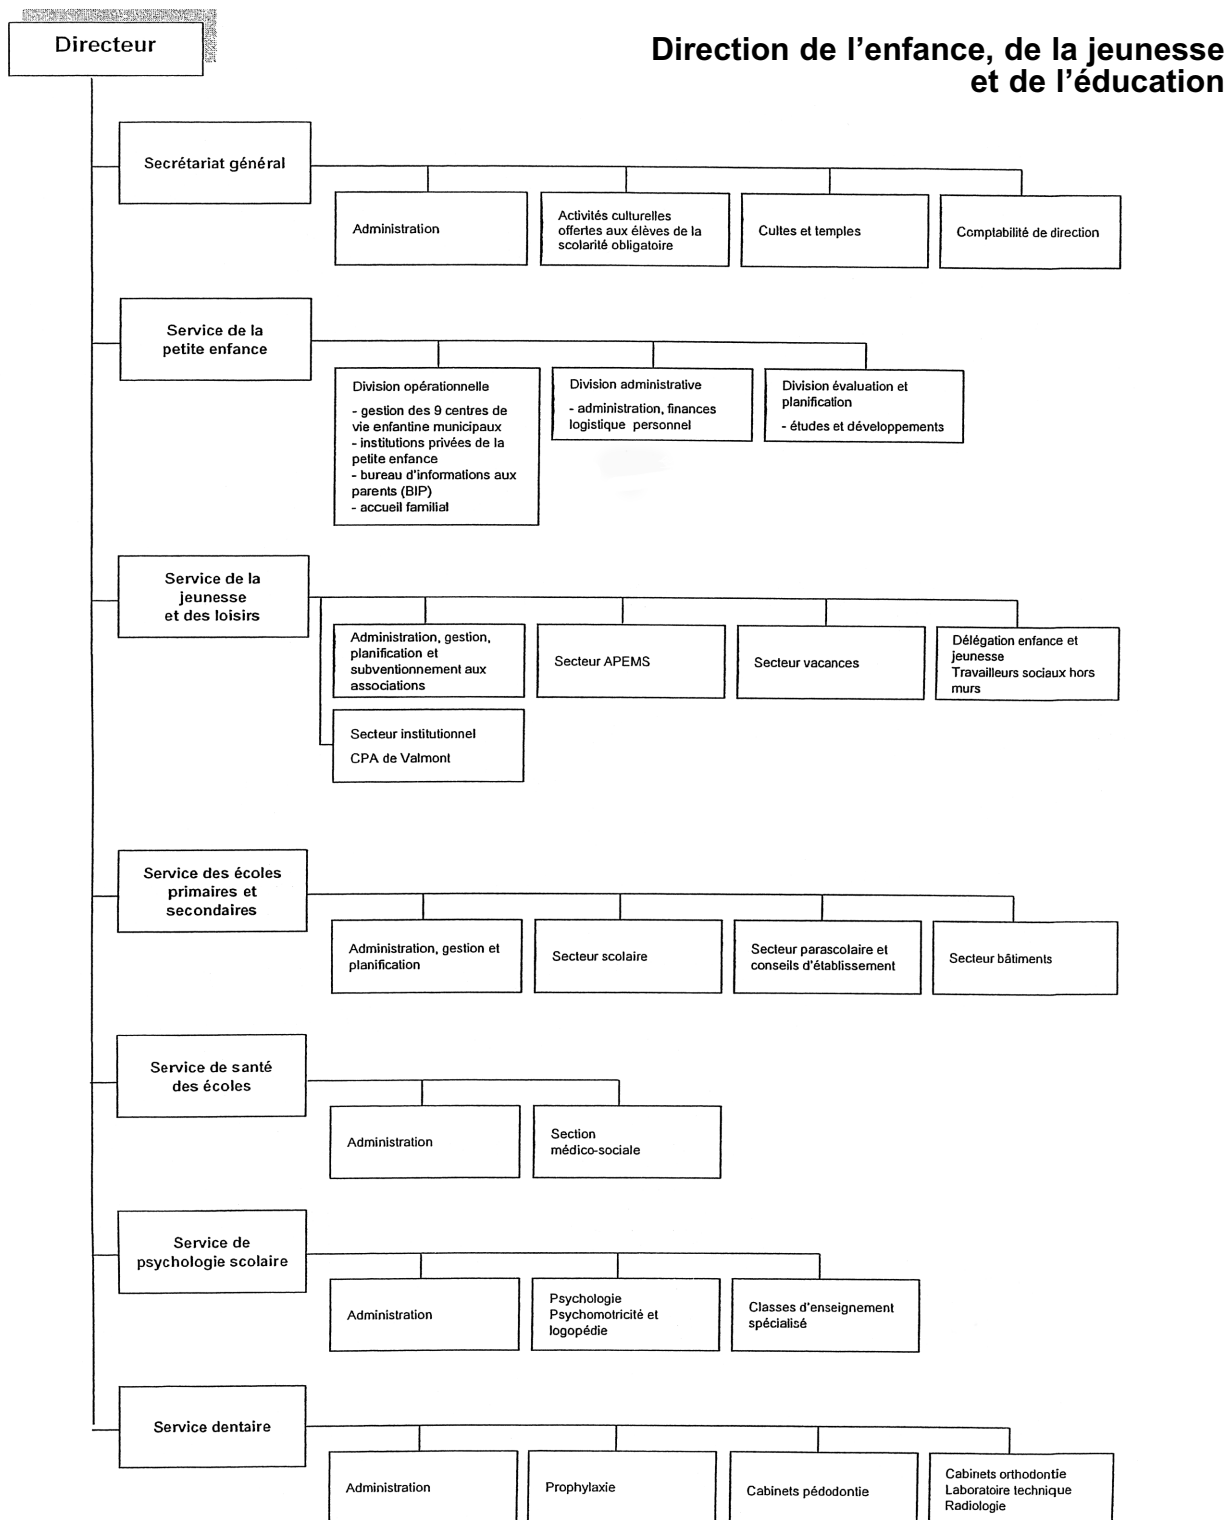 Directeur
Direction de l'enfance, de la jeunesse
et de l'éducation
Secrétariat général
Administration
Activités culturelles
offertes aux élèves de la
scolarité obligatoire
Cultes et temples
Comptabilité de direction
Service de la
petite enfance
Division opérationnelle
- gestion des 9 centres de
vie enfantine municipaux
- institutions privées de la
petite enfance
- bureau d'informations aux
parents (BIP)
- accueil familial
Division administrative
- administration, finances
logistique personnel
Division évaluation et
planification
- études et développements
Service de la
jeunesse
et des loisirs
Administration, gestion,
planification et
subventionnement aux
associations
Secteur APEMS
Secteur vacances
Délégation enfance et
jeunesse
Travailleurs sociaux hors
murs
Secteur institutionnel
CPA de Valmont
Service des écoles
primaires et
secondaires
Administration, gestion et
planification
Secteur scolaire
Secteur parascolaire et
conseils d'établissement
Secteur bâtiments
Service de santé
des écoles
Administration
Section
médico-sociale
Service de
psychologie scolaire
Administration
Psychologie
Psychomotricité et
logopédie
Classes d'enseignement
spécialisé
Service dentaire
Administration
Prophylaxie
Cabinets pédodontie
Cabinets orthodontie
Laboratoire technique
Radiologie